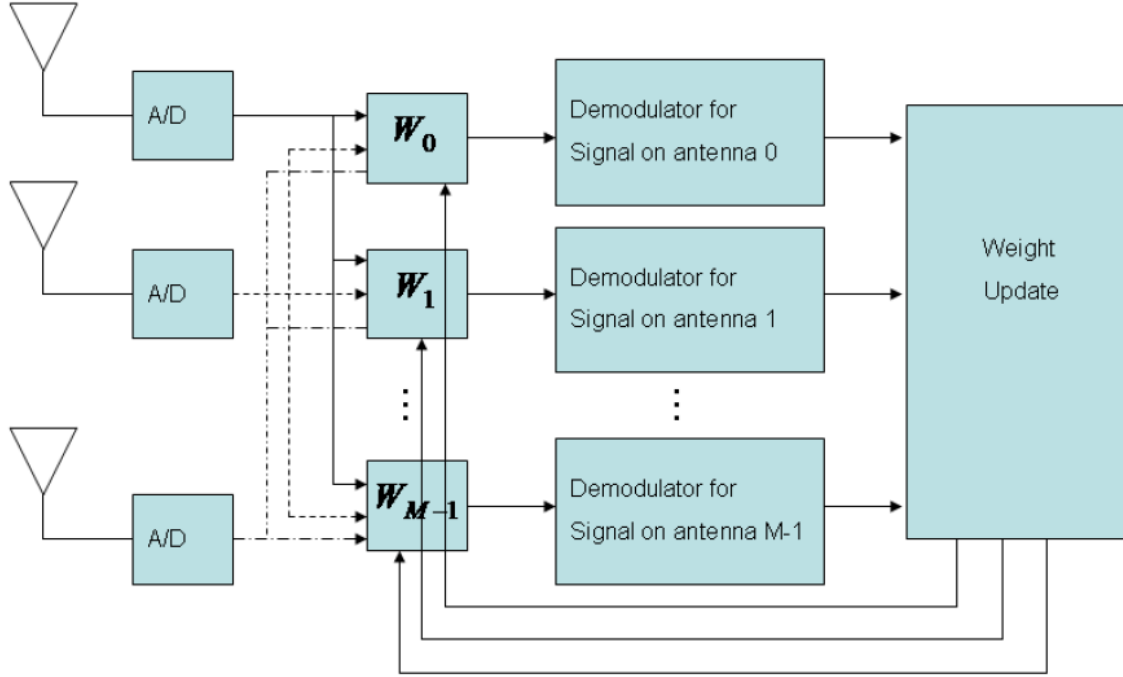 A/D
W₀
Demodulator for
Signal on antenna 0
A/D
W₁
Demodulator for
Signal on antenna 1
Weight
Update
⋮
⋮
A/D
W_{M-1}
Demodulator for
Signal on antenna M-1